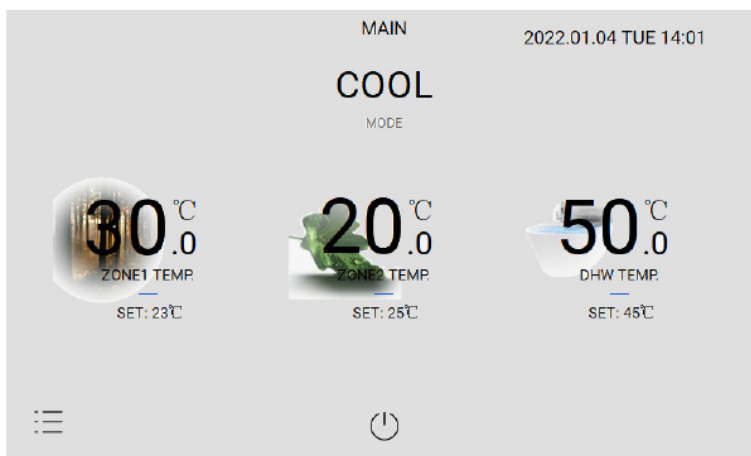 MAIN
2022.01.04 TUE 14:01
COOL
MODE
30.0℃
20.0℃
50.0℃
ZONE1 TEMP.
ZONE2 TEMP.
DHW TEMP.
SET: 23℃
SET: 25℃
SET: 45℃